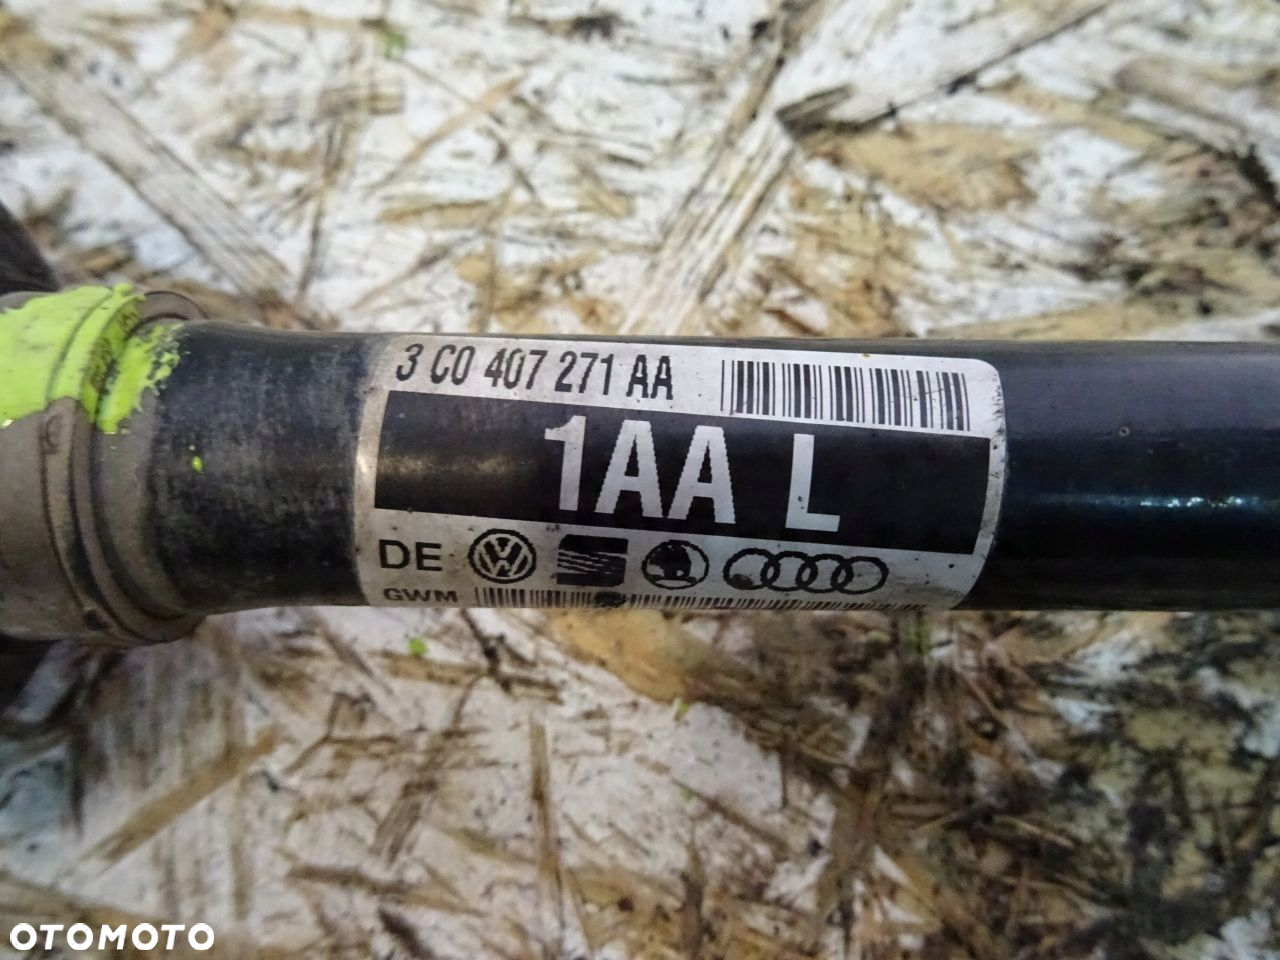 3 C0 407 271 AA
1AA L
DE
GWM
OTOMOTO